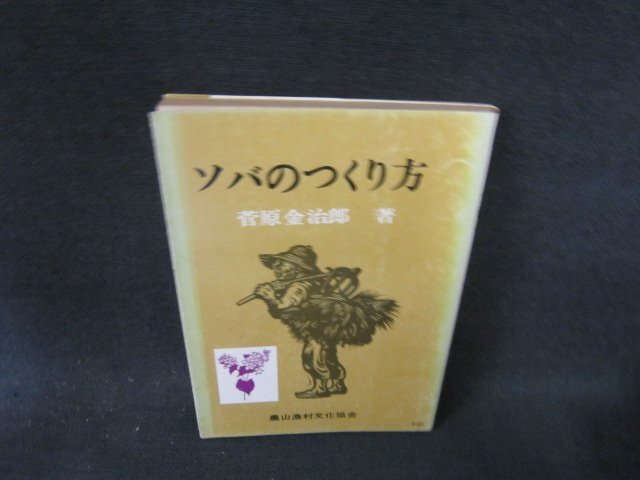 ソバのつくり方
菅原金治郎 著
農山漁村文化協会